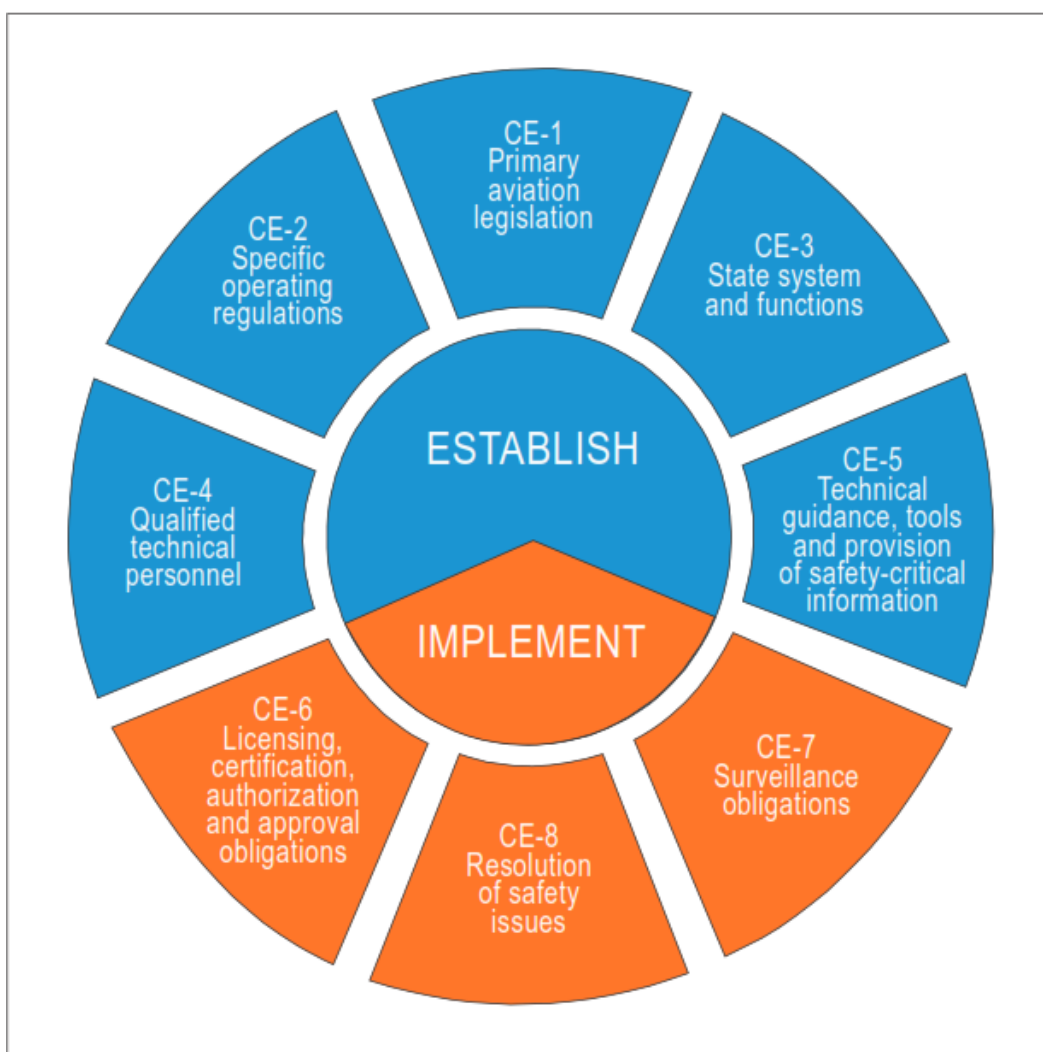 CE-1
Primary
aviation
legislation
CE-2
Specific
operating
regulations
CE-3
State system
and functions
ESTABLISH
CE-4
Qualified
technical
personnel
CE-5
Technical
guidance, tools
and provision
of safety-critical
information
IMPLEMENT
CE-6
Licensing,
certification,
authorization
and approval
obligations
CE-7
Surveillance
obligations
CE-8
Resolution
of safety
issues